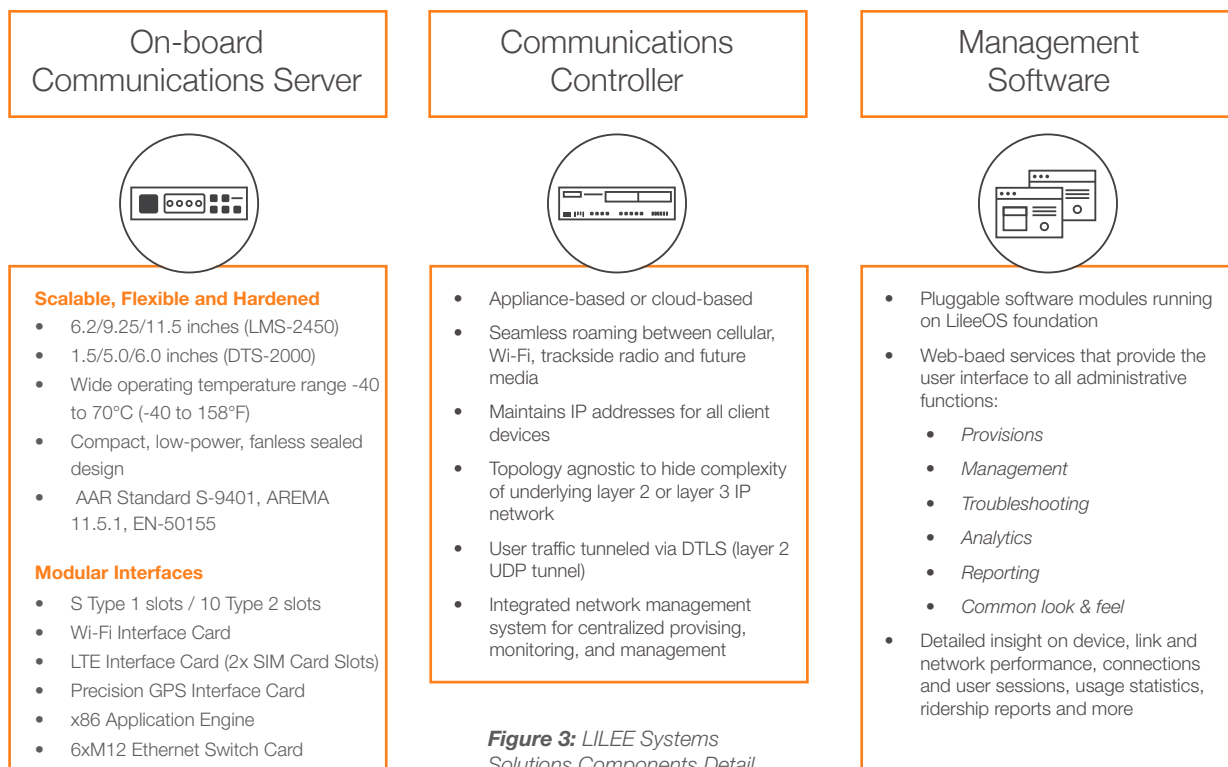 On-board
Communications Server
Scalable, Flexible and Hardened
• 6.2/9.25/11.5 inches (LMS-2450)
• 1.5/5.0/6.0 inches (DTS-2000)
• Wide operating temperature range -40
to 70°C (-40 to 158°F)
• Compact, low-power, fanless sealed
design
• AAR Standard S-9401, AREMA
11.5.1, EN-50155
Modular Interfaces
• S Type 1 slots / 10 Type 2 slots
• Wi-Fi Interface Card
• LTE Interface Card (2x SIM Card Slots)
• Precision GPS Interface Card
• x86 Application Engine
• 6xM12 Ethernet Switch Card
Communications
Controller
• Appliance-based or cloud-based
• Seamless roaming between cellular,
Wi-Fi, trackside radio and future
media
• Maintains IP addresses for all client
devices
• Topology agnostic to hide complexity
of underlying layer 2 or layer 3 IP
network
• User traffic tunneled via DTLS (layer 2
UDP tunnel)
• Integrated network management
system for centralized provising,
monitoring, and management
Figure 3: LILEE Systems
Solutions Components Detail
Management
Software
• Pluggable software modules running
on LileeOS foundation
• Web-baed services that provide the
user interface to all administrative
functions:
• Provisions
• Management
• Troubleshooting
• Analytics
• Reporting
• Common look & feel
• Detailed insight on device, link and
network performance, connections
and user sessions, usage statistics,
ridership reports and more